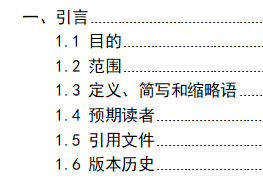 一、引言........................................
1.1 目的................................
1.2 范围................................
1.3 定义、简写和缩略语......
1.4 预期读者........................
1.5 引用文件........................
1.6 版本历史........................